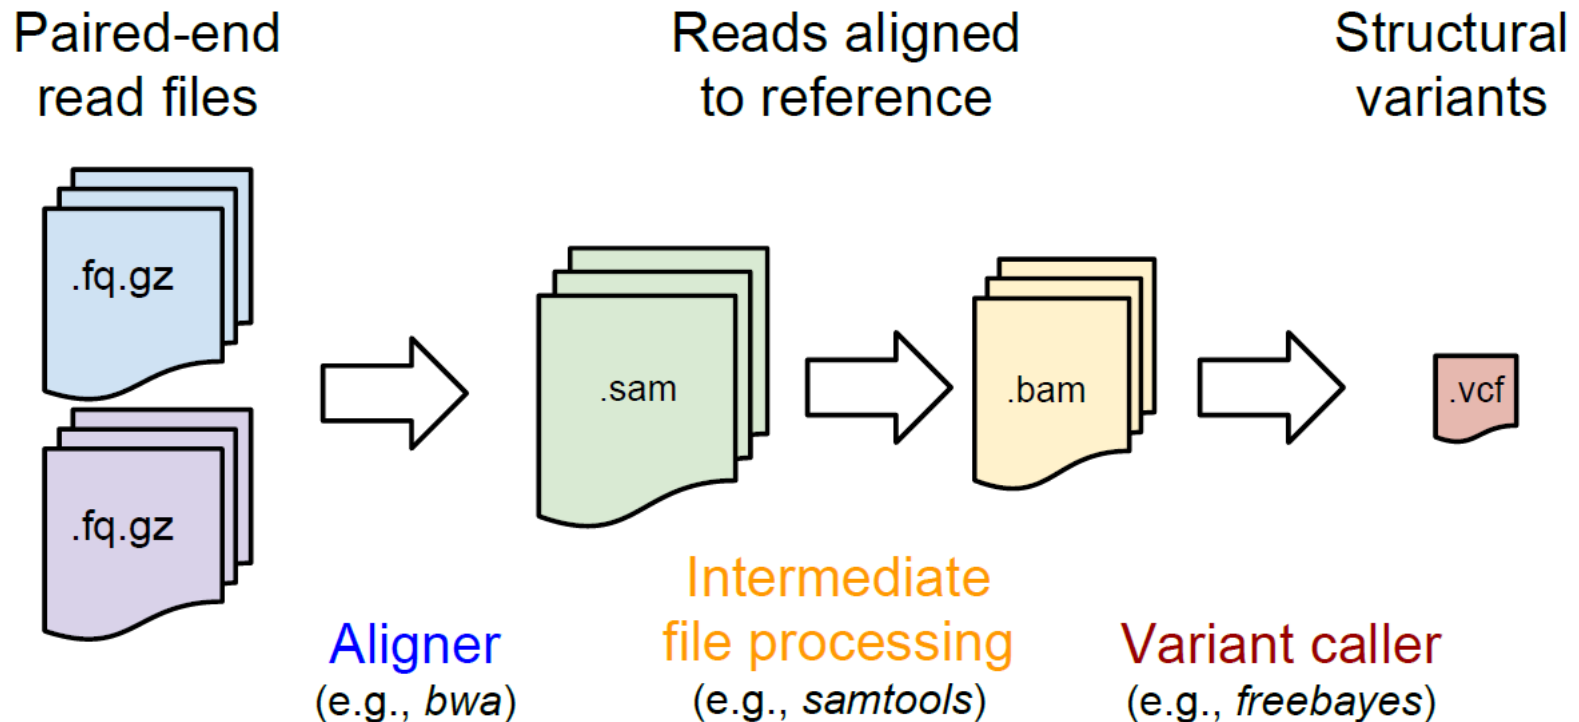 Paired-end
read files
Reads aligned
to reference
Structural
variants
.fq.gz
.fq.gz
.sam
.bam
.vcf
Aligner
(e.g., bwa)
Intermediate
file processing
(e.g., samtools)
Variant caller
(e.g., freebayes)